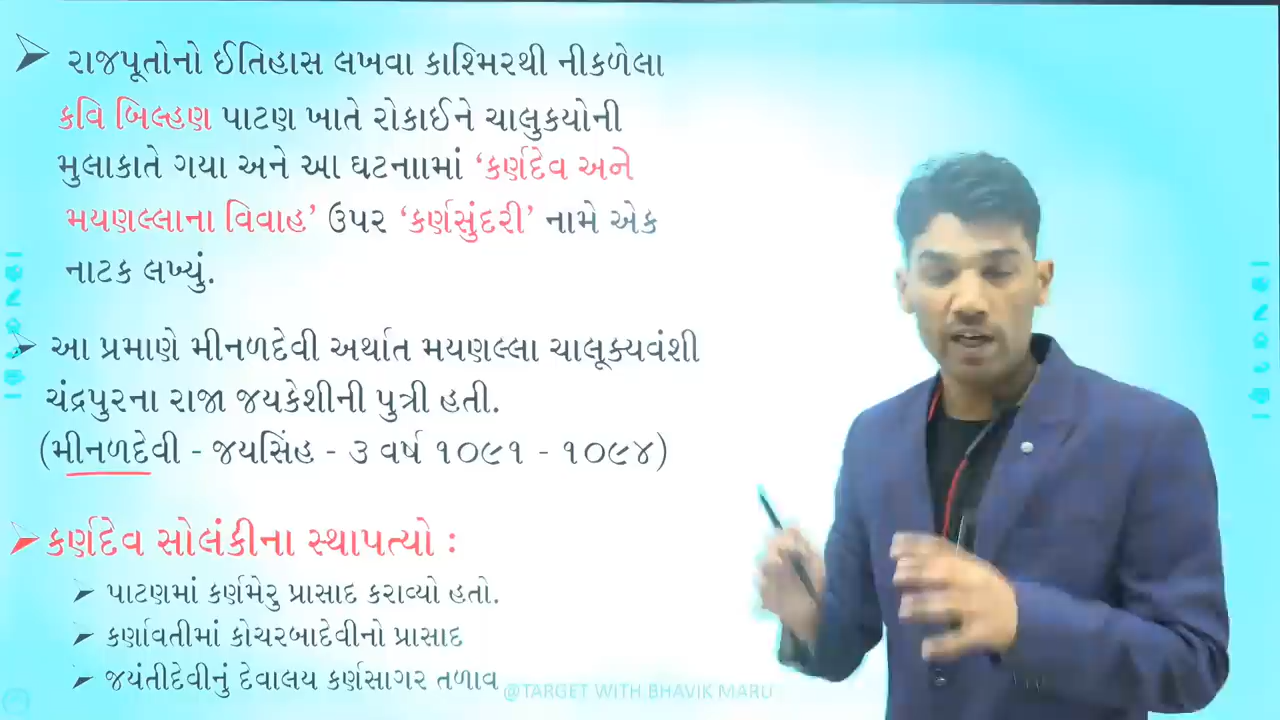 રાજપૂતોનો ઈતિહાસ લખવા કાશ્મિરથી નીકળેલા
કવિ બિલ્હણ પાટણ ખાતે રોકાઈને ચાલુકયોની
મુલાકાતે ગયા અને આ ઘટનાામાં ‘કર્ણદેવ અને
મયણલ્લાના વિવાહ’ ઉપર ‘કર્ણસુંદરી’ નામે એક
નાટક લખ્યું.
આ પ્રમાણે મીનળદેવી અર્થાત મયણલ્લા ચાલૂક્યવંશી
ચંદ્રપુરના રાજા જયકેશીની પુત્રી હતી.
(મીનળદેવી - જયસિંહ - ૩ વર્ષ ૧૦૯૧ - ૧૦૯૪)
કર્ણદેવ સોલંકીના સ્થાપત્યો :
પાટણમાં કર્ણમેરુ પ્રાસાદ કરાવ્યો હતો.
કર્ણાવતીમાં કોચરબાદેવીનો પ્રાસાદ
જયંતીદેવીનું દેવાલય કર્ણસાગર તળાવ
@TARGET WITH BHAVIK MARU